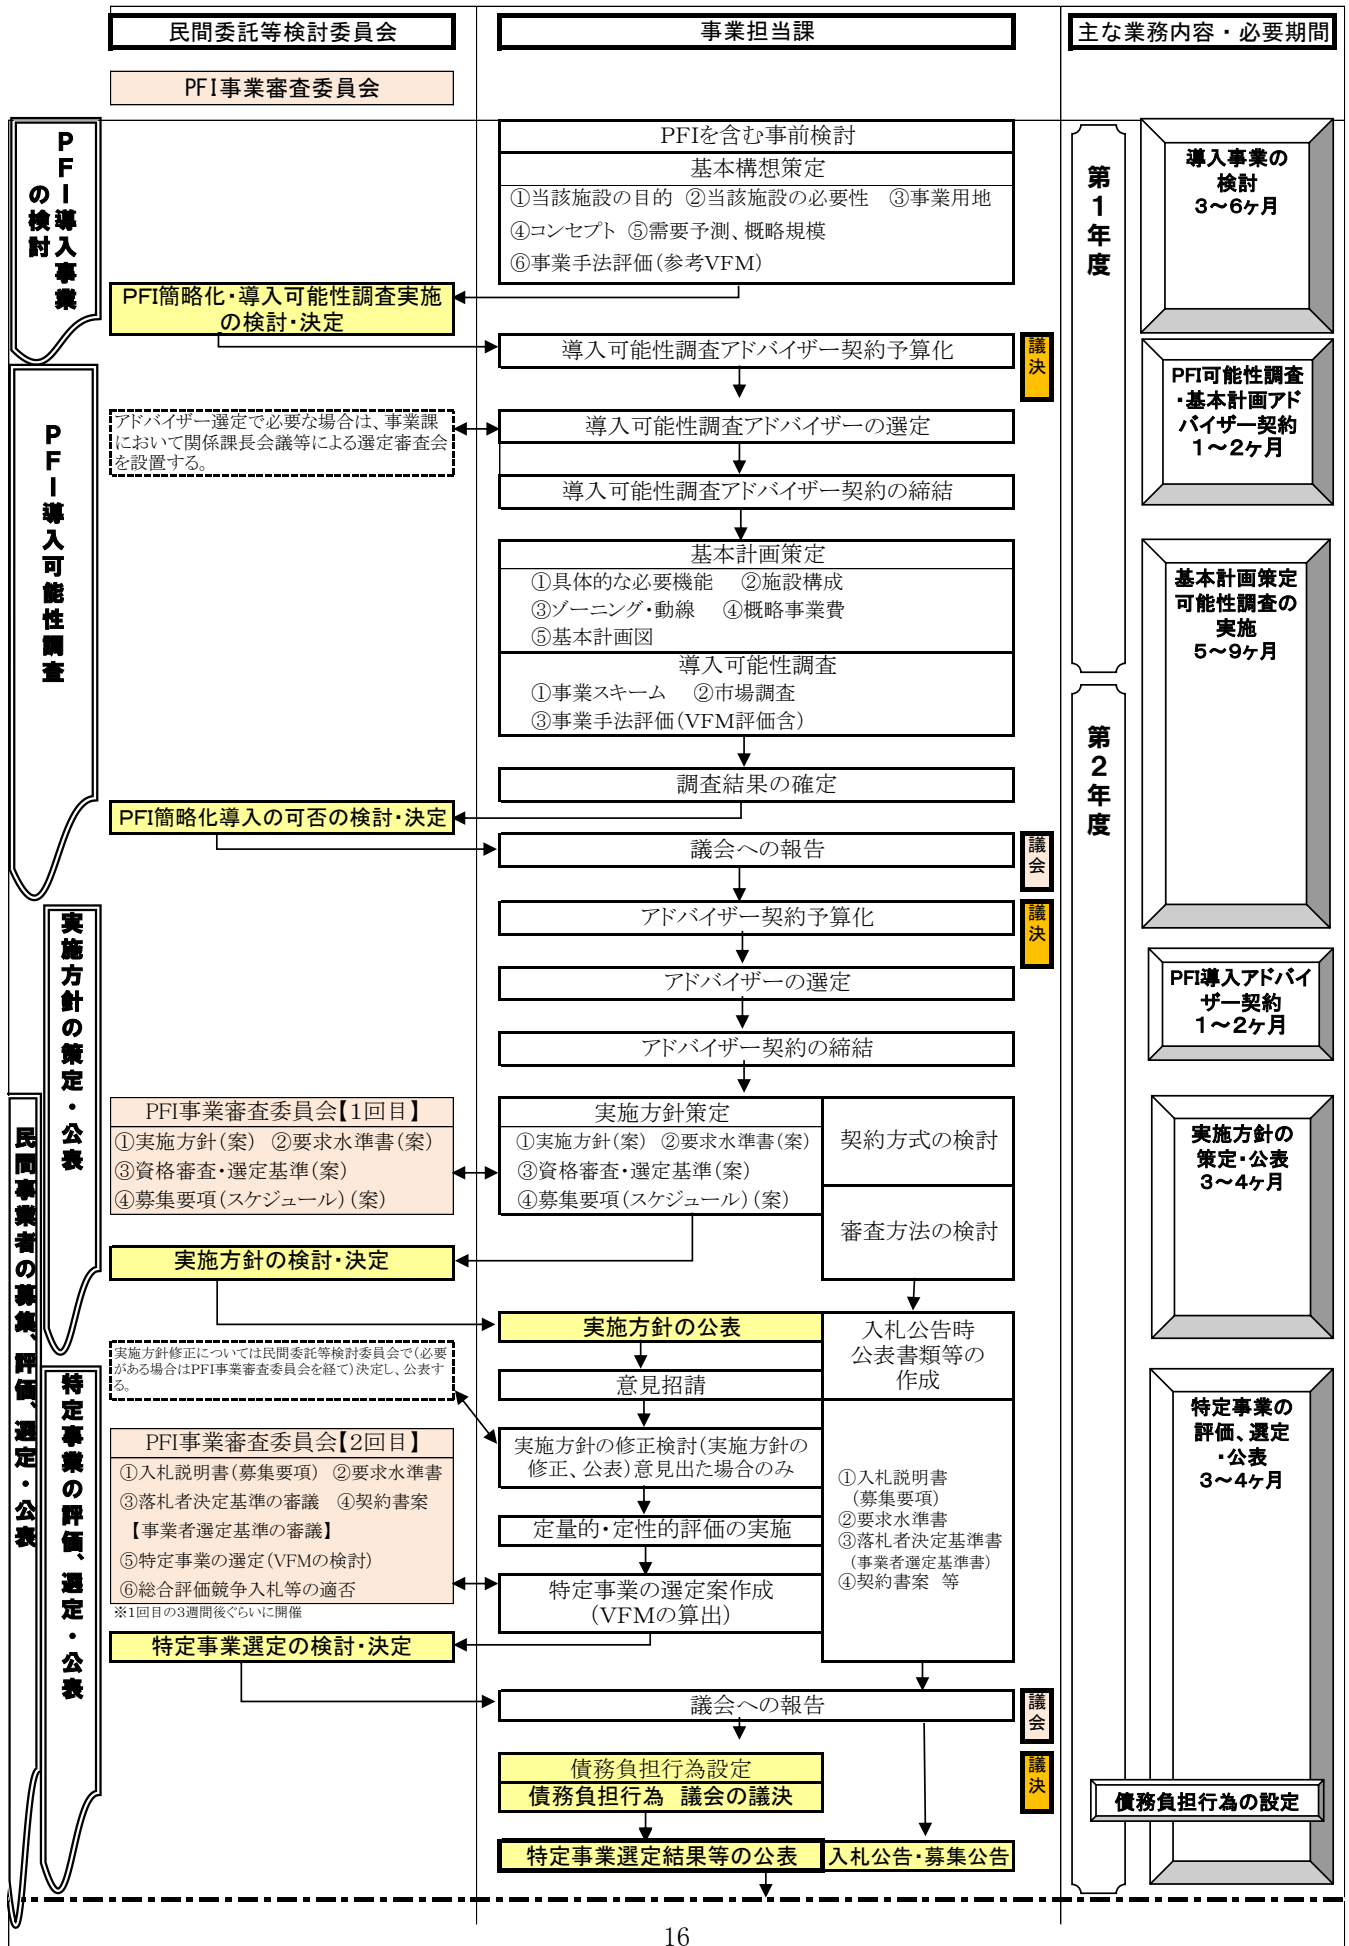 民間委託等検討委員会
事業担当課
主な業務内容・必要期間
PFI事業審査委員会
PFI導入事業
の検討
PFIを含む事前検討
基本構想策定
①当該施設の目的 ②当該施設の必要性 ③事業用地
④コンセプト ⑤需要予測、概略規模
⑥事業手法評価(参考VFM)
第1年度
導入事業の
検討
3~6ヶ月
PFI簡略化・導入可能性調査実施
の検討・決定
導入可能性調査アドバイザー契約予算化
議決
PFI導入可能性調査
PFI可能性調査
・基本計画アド
バイザー契約
1~2ヶ月
アドバイザー選定で必要な場合は、事業課
において関係課長会議等による選定審査会
を設置する。
導入可能性調査アドバイザーの選定
導入可能性調査アドバイザー契約の締結
基本計画策定
①具体的な必要機能 ②施設構成
③ゾーニング・動線 ④概略事業費
⑤基本計画図
導入可能性調査
①事業スキーム ②市場調査
③事業手法評価(VFM評価含)
基本計画策定
可能性調査の
実施
5~9ヶ月
第2年度
調査結果の確定
PFI簡略化導入の可否の検討・決定
議会への報告
議会
アドバイザー契約予算化
議決
実施方針の策定・公表
アドバイザーの選定
PFI導入アドバイ
ザー契約
1~2ヶ月
アドバイザー契約の締結
民間事業者の募集、評価、選定・公表
PFI事業審査委員会【1回目】
①実施方針(案) ②要求水準書(案)
③資格審査・選定基準(案)
④募集要項(スケジュール)(案)
実施方針策定
①実施方針(案) ②要求水準書(案)
③資格審査・選定基準(案)
④募集要項(スケジュール)(案)
契約方式の検討
審査方法の検討
実施方針の
策定・公表
3~4ヶ月
実施方針の検討・決定
実施方針の公表
入札公告時
公表書類等の
作成
実施方針修正については民間委託等検討委員会で(必要
がある場合はPFI事業審査委員会を経て)決定し、公表す
る。
意見招請
特定事業の評価、選定・公表
特定事業の
評価、選定
・公表
3~4ヶ月
PFI事業審査委員会【2回目】
①入札説明書(募集要項) ②要求水準書
③落札者決定基準の審議 ④契約書案
【事業者選定基準の審議】
⑤特定事業の選定(VFMの検討)
⑥総合評価競争入札等の適否
※1回目の3週間後ぐらいに開催
実施方針の修正検討(実施方針の
修正、公表)意見出た場合のみ
定量的・定性的評価の実施
特定事業の選定案作成
(VFMの算出)
①入札説明書
(募集要項)
②要求水準書
③落札者決定基準書
(事業者選定基準書)
④契約書案 等
特定事業選定の検討・決定
議会への報告
議会
債務負担行為設定
債務負担行為 議会の議決
議決
債務負担行為の設定
特定事業選定結果等の公表
入札公告・募集公告
16